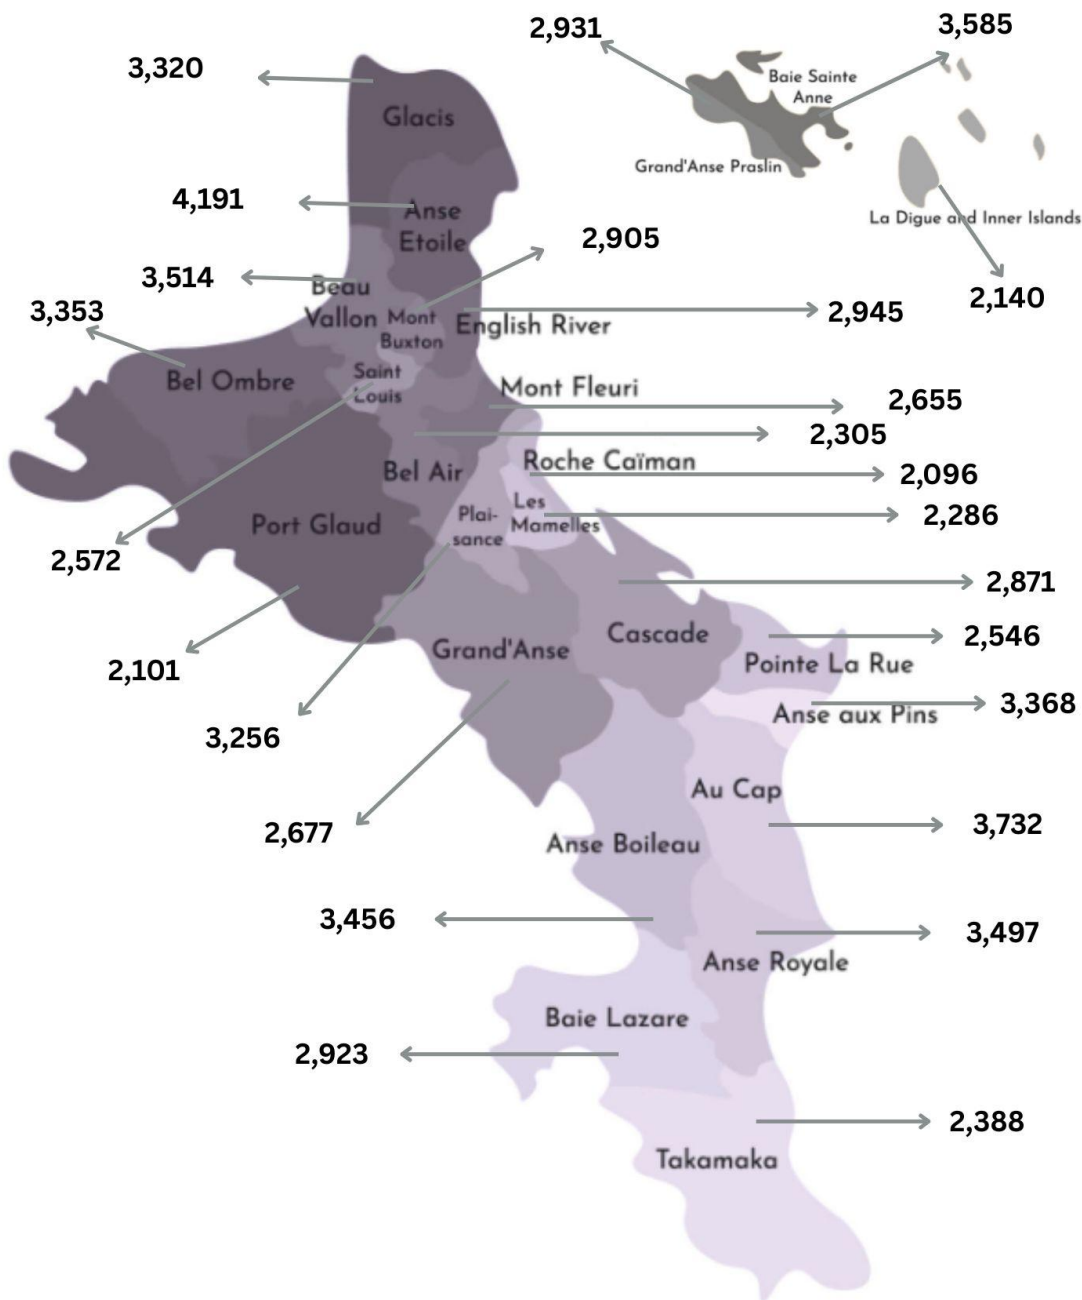 2,931
3,585
3,320
Baie Sainte
Anne
Glacis
Grand'Anse Praslin
4,191
Anse
Etoile
La Digue and Inner Islands
2,905
3,514
Beau
Vallon
2,140
3,353
Mont
Buxton
English River
2,945
Bel Ombre
Saint
Louis
Mont Fleuri
2,655
2,305
Bel Air
Roche Caïman
2,096
Les
Mamelles
2,286
Plai-
sance
Port Glaud
2,572
2,871
Cascade
2,546
Grand'Anse
Pointe La Rue
2,101
3,368
Anse aux Pins
3,256
Au Cap
2,677
3,732
Anse Boileau
3,456
3,497
Anse Royale
Baie Lazare
2,923
2,388
Takamaka